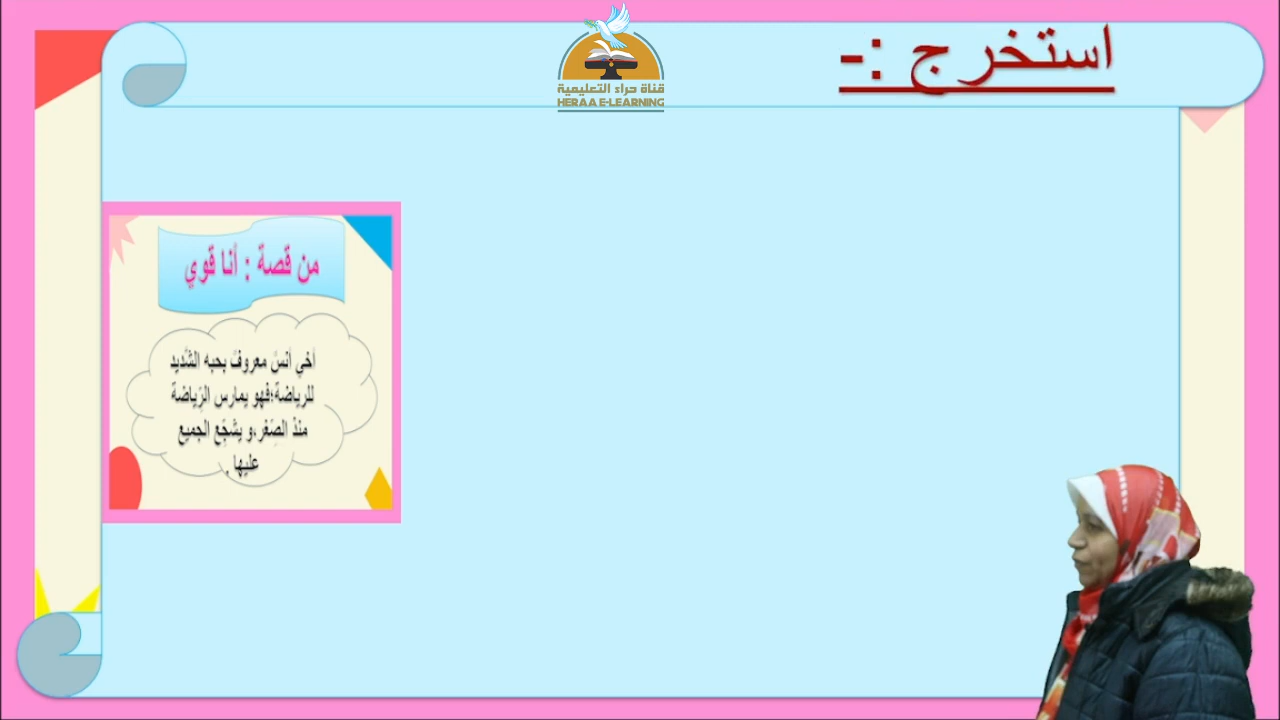 استخرج :-
قناة حراء التعليمية
HERAA E-LEARNING
من قصة : أنا قوي
أخي أنسٌ معروفٌ بحبه الشَّديد
للرياضة؛فهو يمارس الرِّياضة
منذُ الصِّغر،و يشجِّع الجميع
عليها .